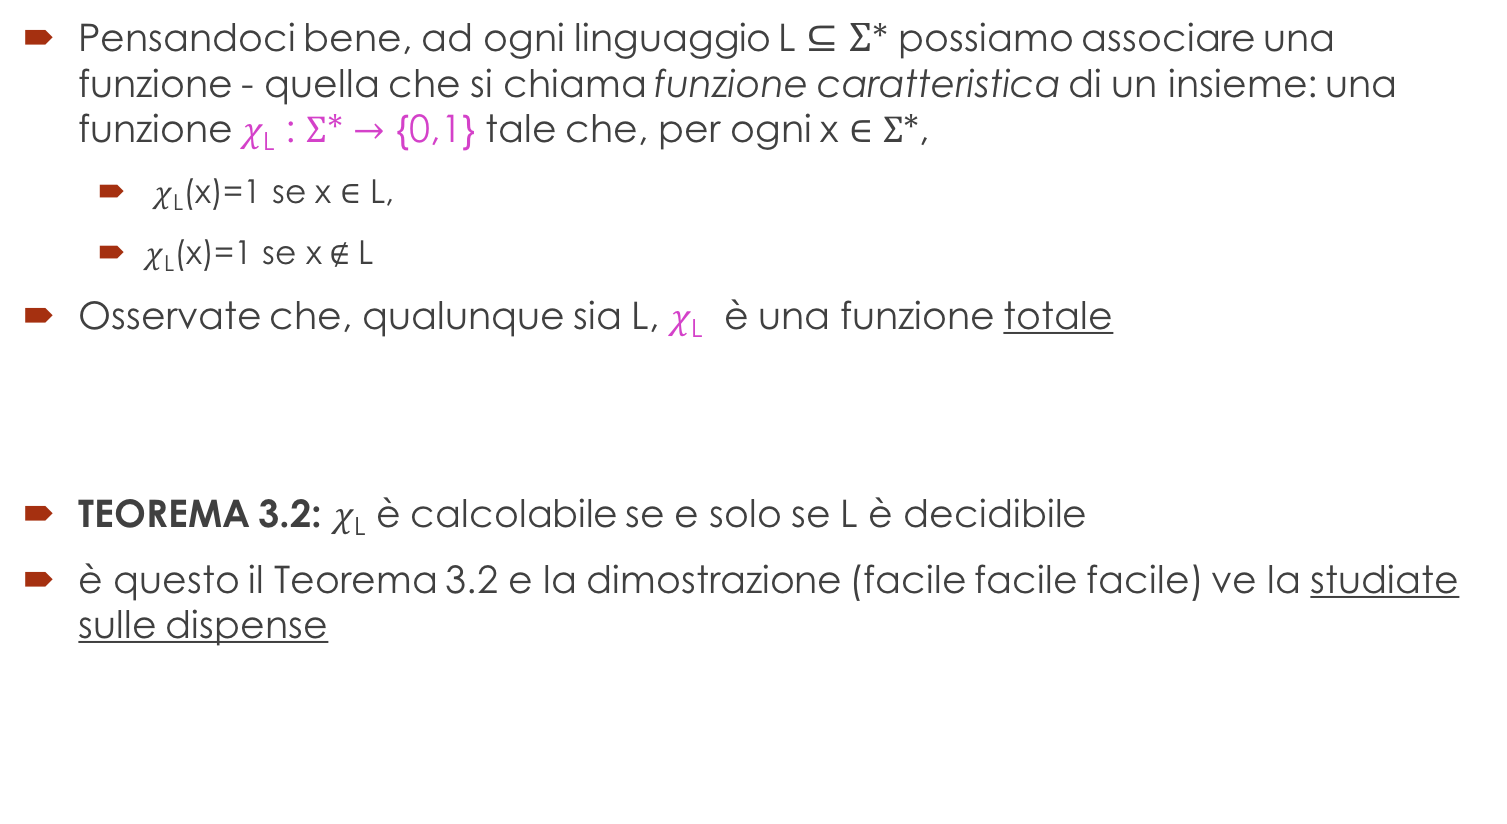 Pensandoci bene, ad ogni linguaggio L ⊆ Σ* possiamo associare una
funzione - quella che si chiama funzione caratteristica di un insieme: una
funzione χL : Σ* → {0,1} tale che, per ogni x ∈ Σ*,
χL(x)=1 se x ∈ L,
χL(x)=1 se x ∉ L
Osservate che, qualunque sia L, χL è una funzione totale
TEOREMA 3.2: χL è calcolabile se e solo se L è decidibile
è questo il Teorema 3.2 e la dimostrazione (facile facile facile) ve la studiate
sulle dispense